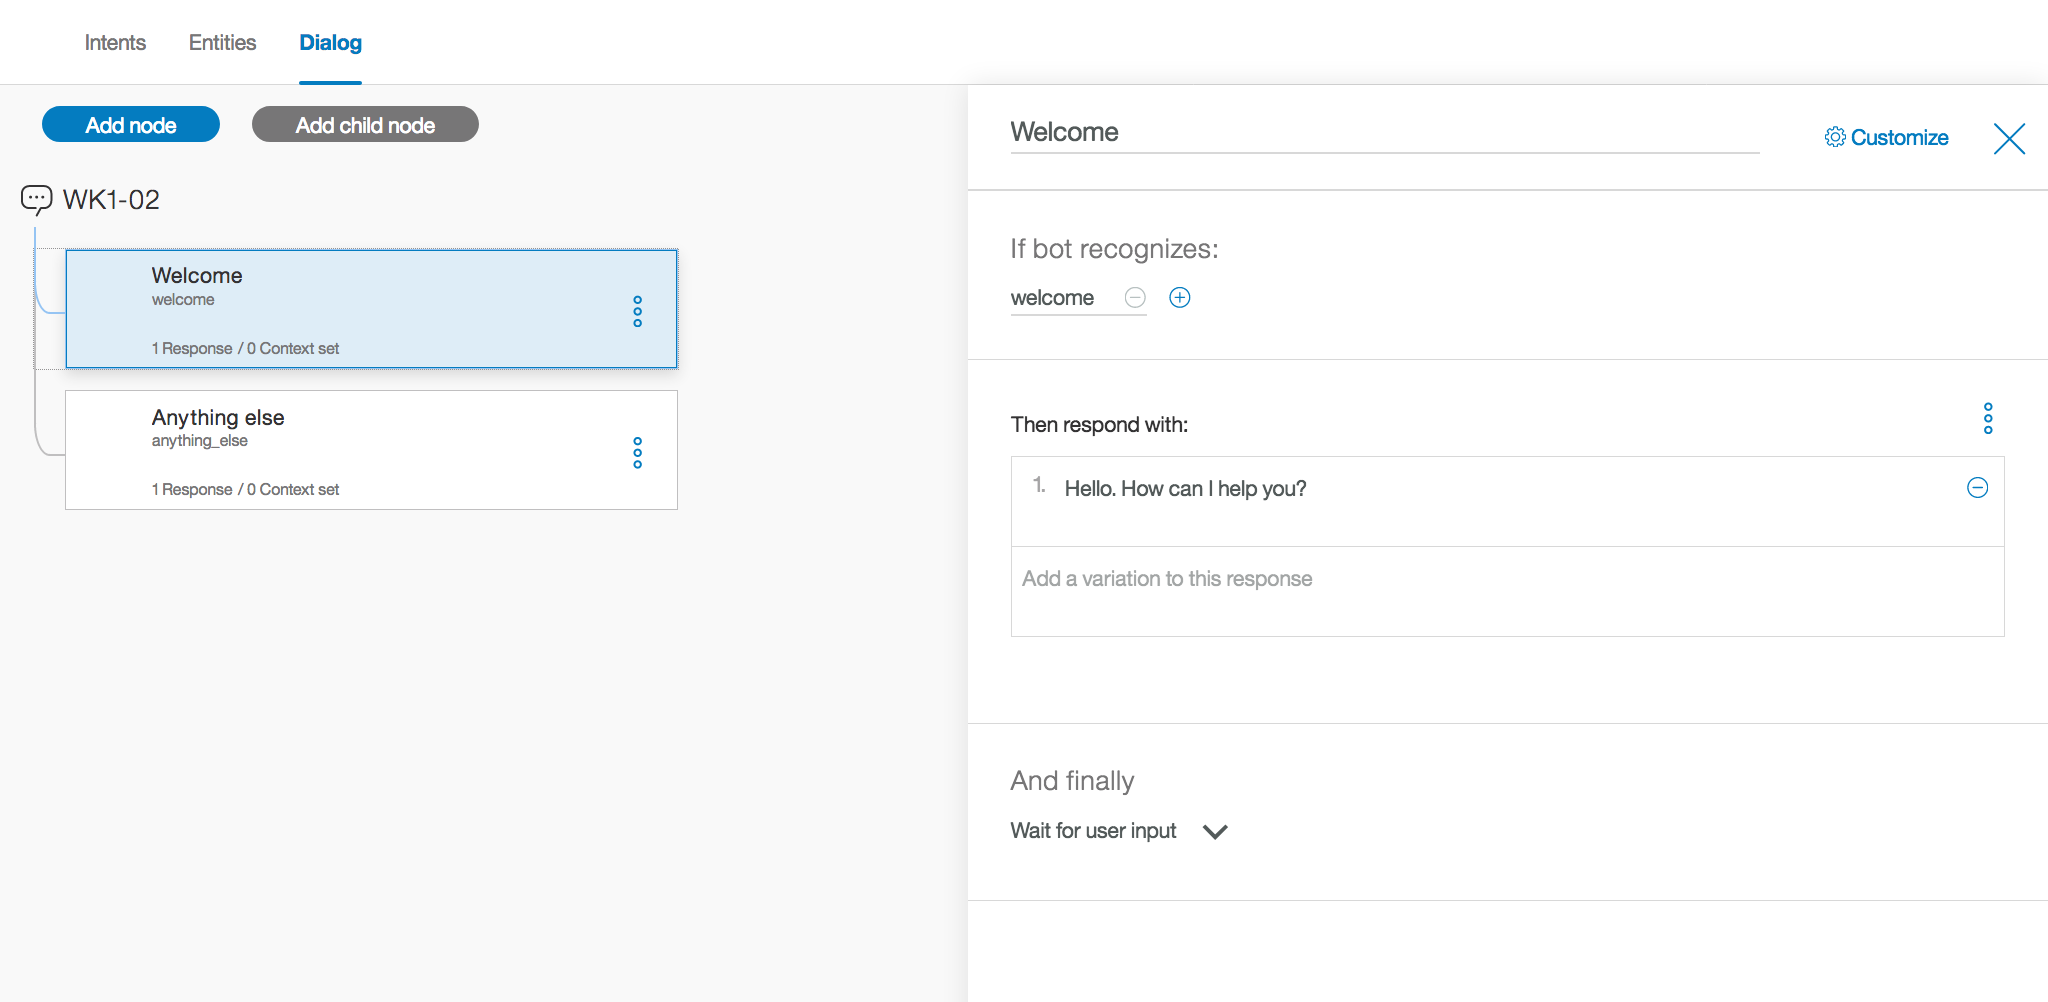 Intents Entities Dialog
Add node Add child node
WK1-02
Welcome
welcome
1 Response / 0 Context set
Anything else
anything_else
1 Response / 0 Context set
Welcome
Customize
If bot recognizes:
welcome
Then respond with:
1. Hello. How can I help you?
Add a variation to this response
And finally
Wait for user input